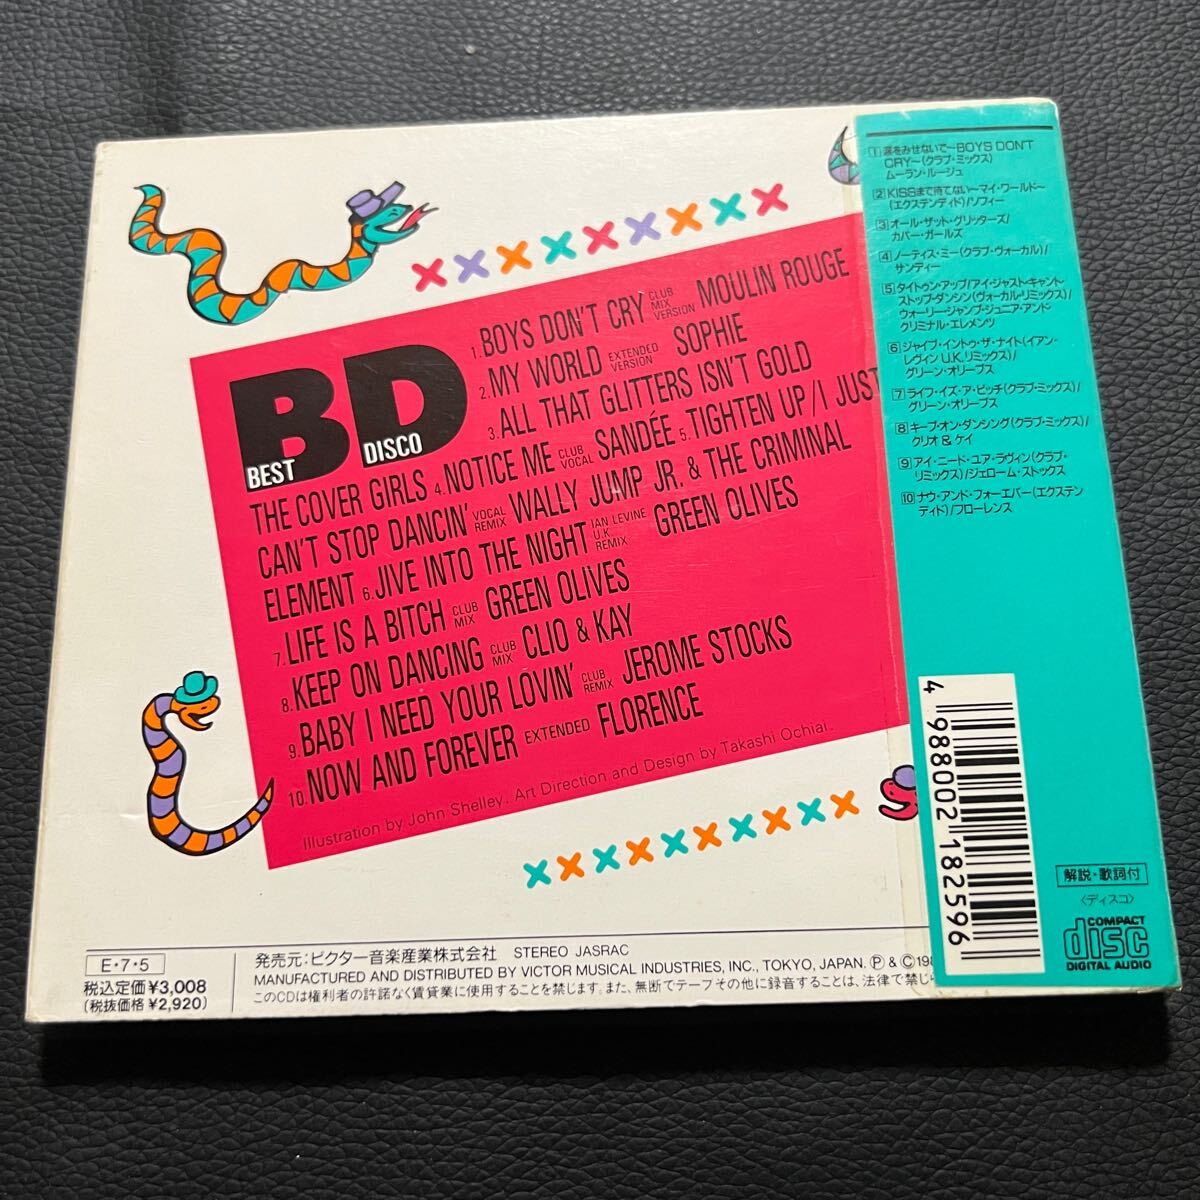 BD
BEST
DISCO
1. BOYS DON'T CRY CLUB MIX VERSION MOULIN ROUGE
2. MY WORLD EXTENDED VERSION SOPHIE
3. ALL THAT GLITTERS ISN'T GOLD
THE COVER GIRLS 4. NOTICE ME CLUB VOCAL SANDÉE 5. TIGHTEN UP/I JUST
CAN'T STOP DANCIN' VOCAL REMIX WALLY JUMP JR. & THE CRIMINAL
ELEMENT 6. JIVE INTO THE NIGHT IAN LEVINE U.K. REMIX GREEN OLIVES
7. LIFE IS A BITCH CLUB MIX GREEN OLIVES
8. KEEP ON DANCING CLUB MIX CLIO & KAY
9. BABY I NEED YOUR LOVIN' CLUB REMIX JEROME STOCKS
10. NOW AND FOREVER EXTENDED FLORENCE
Illustration by John Shelley. Art Direction and Design by Takashi Ochiai.
E・7・5
税込定価¥3,008
(税抜価格 ¥2,920)
発売元:ビクター音楽産業株式会社 STEREO JASRAC
MANUFACTURED AND DISTRIBUTED BY VICTOR MUSICAL INDUSTRIES, INC., TOKYO, JAPAN. Ⓟ & © 198
このCDは権利者の許諾なく賃貸業に使用することを禁じます。また、無断でテープその他に録音することは、法律で禁じら
1 涙をみせないで〜BOYS DON'T
CRY〜(クラブ・ミックス)
ムーラン・ルージュ
2 KISSまで待てない〜マイ・ワールド〜
(エクステンディド)/ソフィー
3 オール・ザット・グリッターズ/
カバー・ガールズ
4 ノーティス・ミー(クラブ・ヴォーカル)/
サンディー
5 タイトゥン・アップ/アイ・ジャスト・キャント・
ストップ・ダンシン(ヴォーカル・リミックス)/
ウォーリー・ジャンプ・ジュニア・アンド・
クリミナル・エレメンツ
6 ジャイブ・イントゥ・ザ・ナイト(イアン・
レヴィン U.K.リミックス)/
グリーン・オリーブス
7 ライフ・イズ・ア・ビッチ(クラブ・ミックス)/
グリーン・オリーブス
8 キープ・オン・ダンシング(クラブ・ミックス)/
クリオ & ケイ
9 アイ・ニード・ユア・ラヴィン(クラブ・
リミックス)/ジェローム・ストックス
10 ナウ・アンド・フォーエバー(エクステン
ディド)/フローレンス
4 988002 182596
解説・歌詞付
〈ディスコ〉
COMPACT
disc
DIGITAL AUDIO